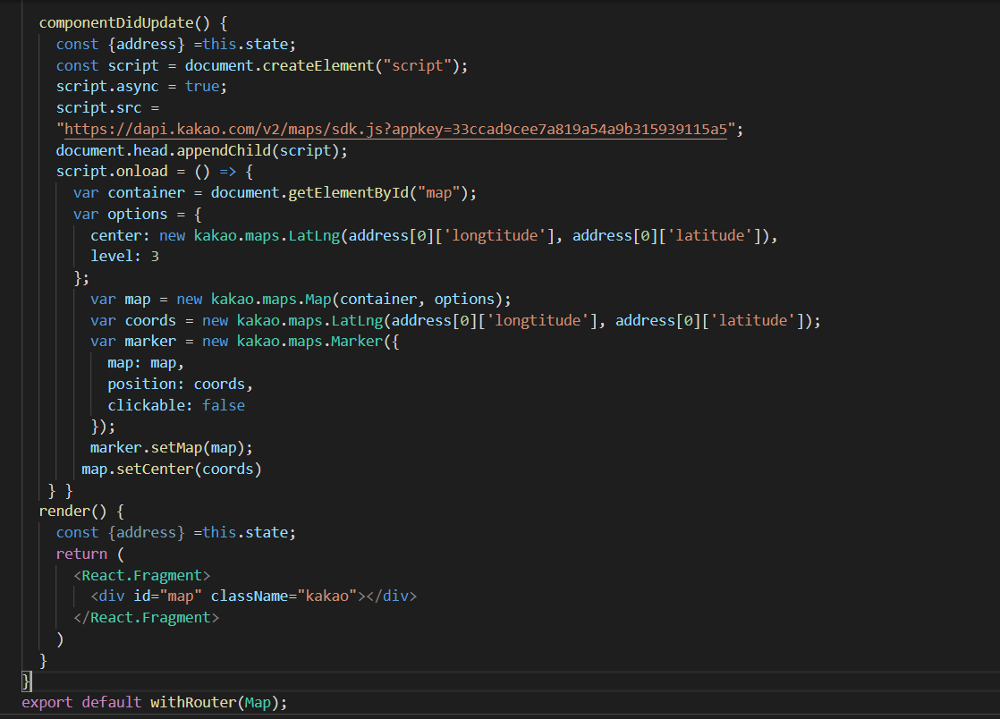 componentDidUpdate() {
const {address} =this.state;
const script = document.createElement("script");
script.async = true;
script.src =
"https://dapi.kakao.com/v2/maps/sdk.js?appkey=33ccad9cee7a819a54a9b315939115a5";
document.head.appendChild(script);
script.onload = () => {
var container = document.getElementById("map");
var options = {
center: new kakao.maps.LatLng(address[0]['longtitude'], address[0]['latitude']),
level: 3
};
var map = new kakao.maps.Map(container, options);
var coords = new kakao.maps.LatLng(address[0]['longtitude'], address[0]['latitude']);
var marker = new kakao.maps.Marker({
map: map,
position: coords,
clickable: false
});
marker.setMap(map);
map.setCenter(coords)
} }
render() {
const {address} =this.state;
return (
<React.Fragment>
<div id="map" className="kakao"></div>
</React.Fragment>
)
}
}
export default withRouter(Map);